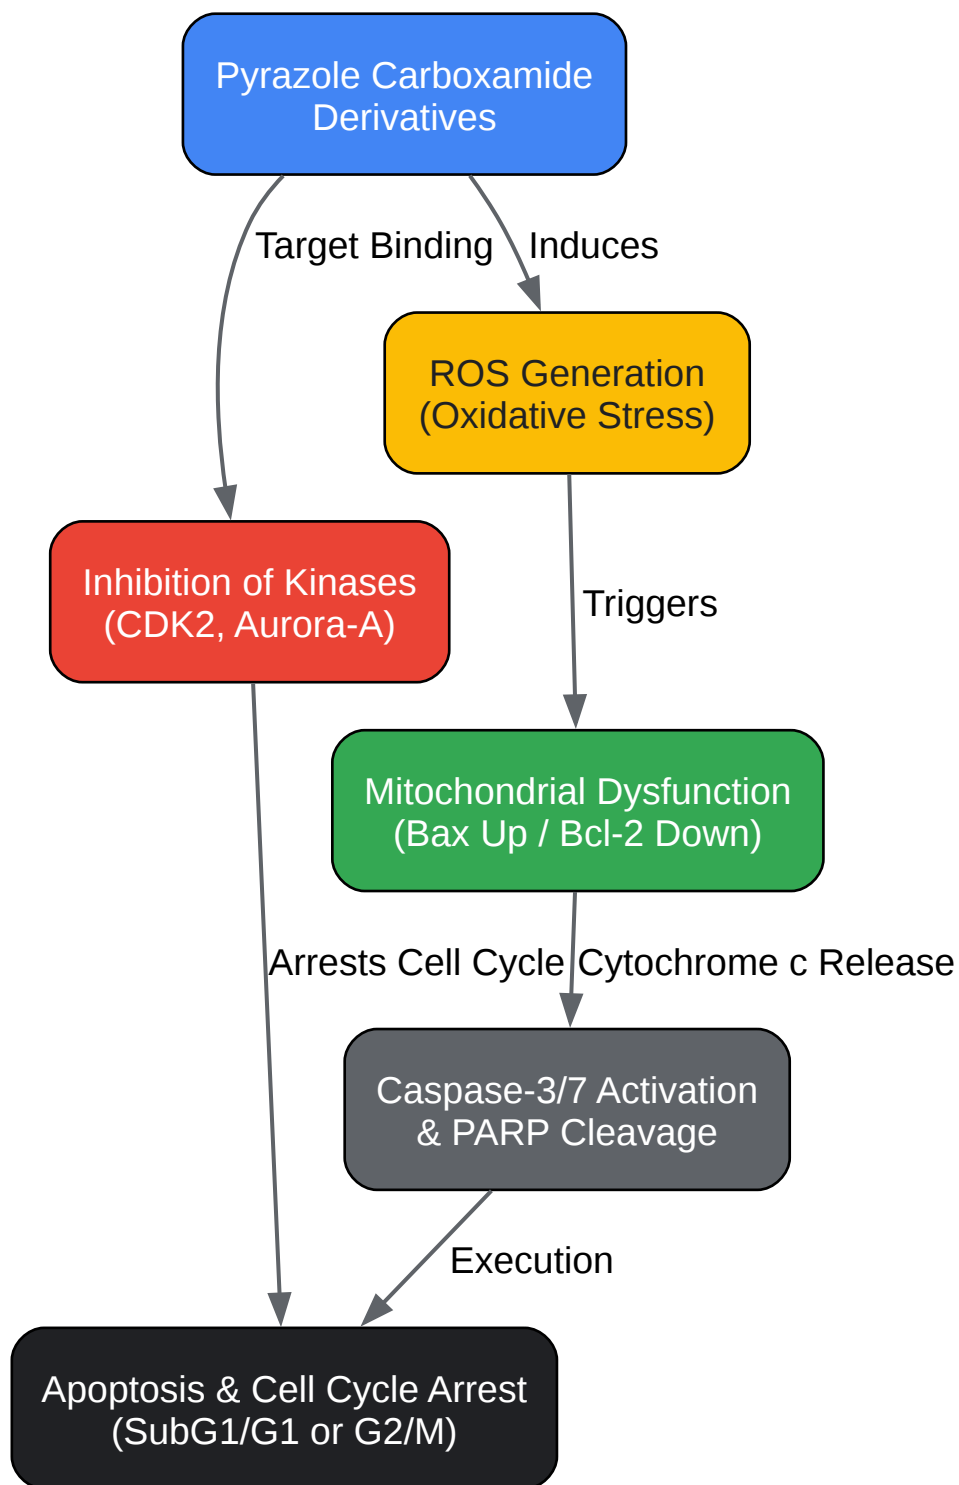 Pyrazole Carboxamide
Derivatives
Target Binding
Induces
ROS Generation
(Oxidative Stress)
Inhibition of Kinases
(CDK2, Aurora-A)
Triggers
Mitochondrial Dysfunction
(Bax Up / Bcl-2 Down)
Arrests Cell Cycle
Cytochrome c Release
Caspase-3/7 Activation
& PARP Cleavage
Execution
Apoptosis & Cell Cycle Arrest
(SubG1/G1 or G2/M)